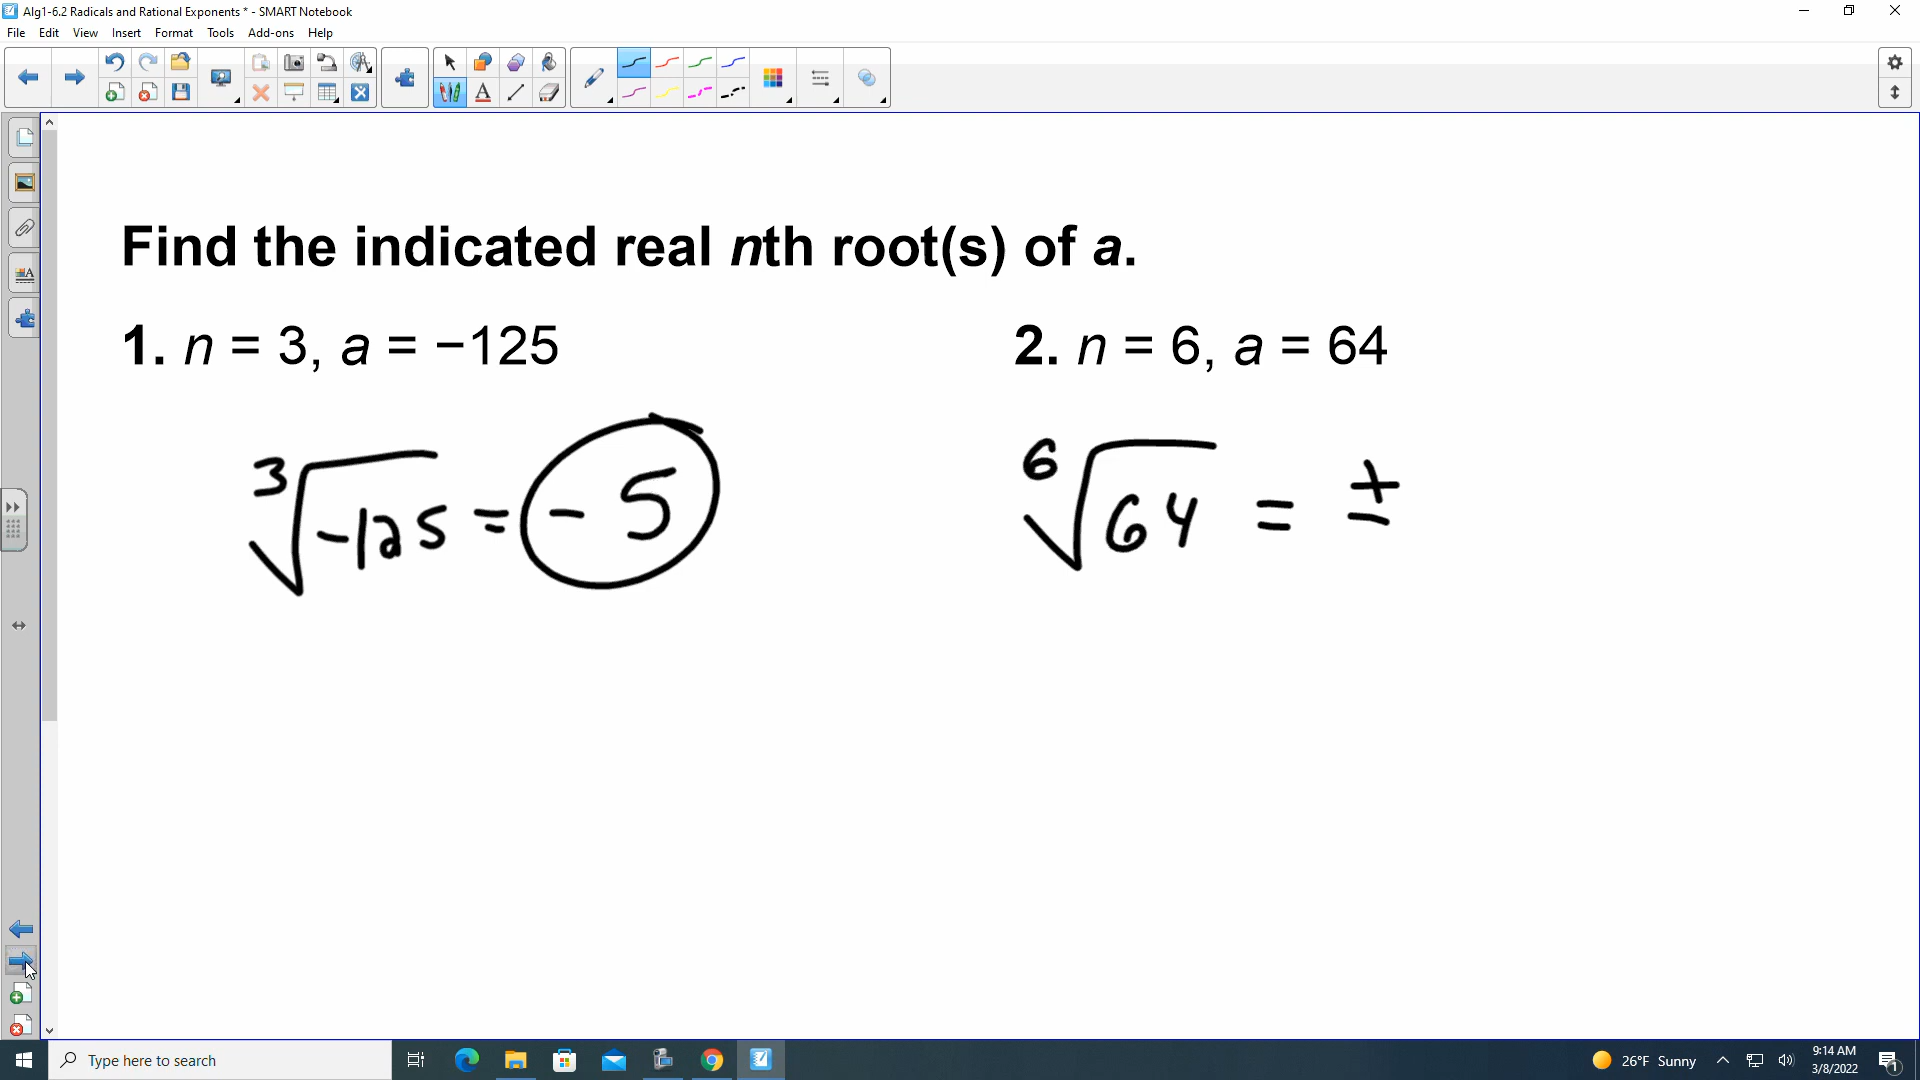 Alg1-6.2 Radicals and Rational Exponents * - SMART Notebook
File Edit View Insert Format Tools Add-ons Help
Find the indicated real nth root(s) of a.
1. n = 3, a = −125
2. n = 6, a = 64
∛-125 = - 5
⁶√64 = ±
Type here to search
26°F Sunny
9:14 AM
3/8/2022
1